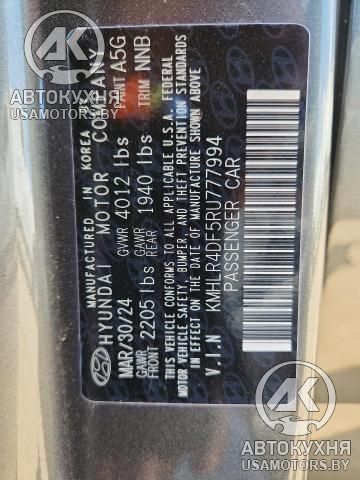 MANUFACTURED IN KOREA BY
HYUNDAI MOTOR COMPANY
MAR/30/24 GVWR 4012 lbs PAINT A5G
GAWR FRONT 2205 lbs GAWR REAR 1940 lbs TRIM NNB
THIS VEHICLE CONFORMS TO ALL APPLICABLE U.S.A. FEDERAL
MOTOR VEHICLE SAFETY, BUMPER, AND THEFT PREVENTION STANDARDS
IN EFFECT ON THE DATE OF MANUFACTURE SHOWN ABOVE
V.I.N KMHLR4DF5RU777994
PASSENGER CAR
АК
АВТОКУХНЯ
USAMOTORS.BY
АК
АВТОКУХНЯ
USAMOTORS.BY